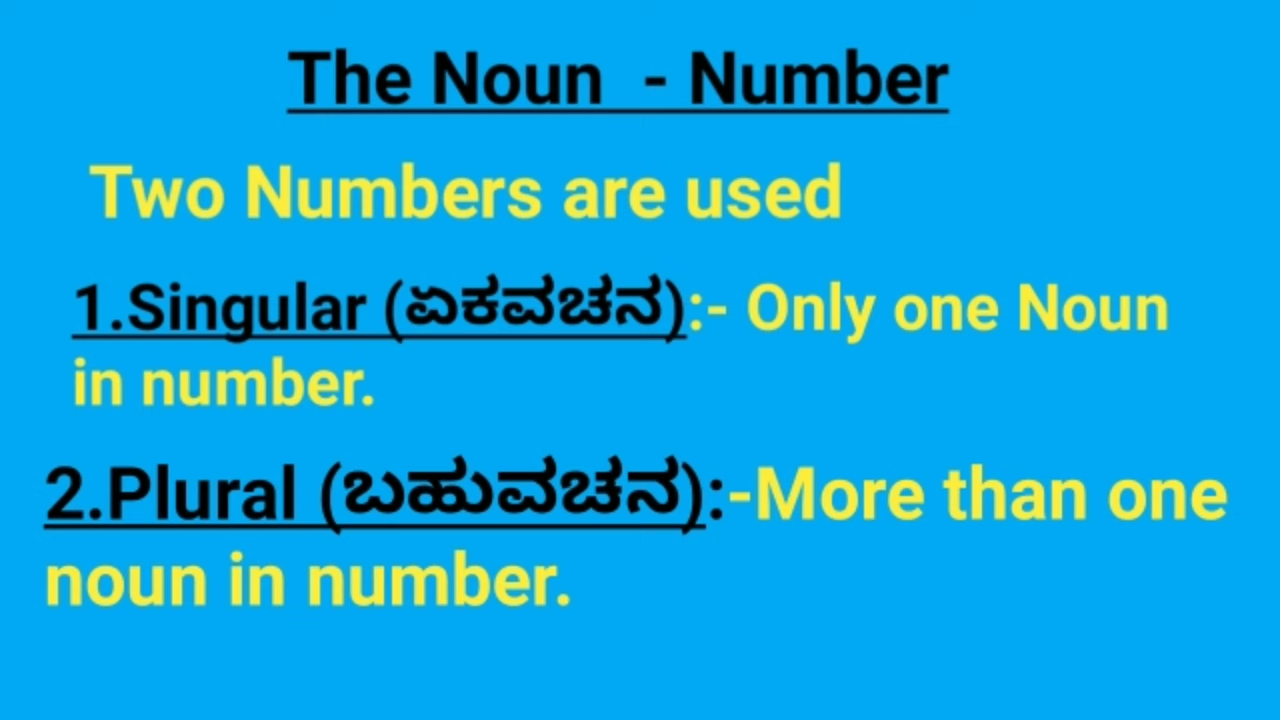 The Noun - Number
Two Numbers are used
1.Singular (ಏಕವಚನ):- Only one Noun
in number.
2.Plural (ಬಹುವಚನ):-More than one
noun in number.